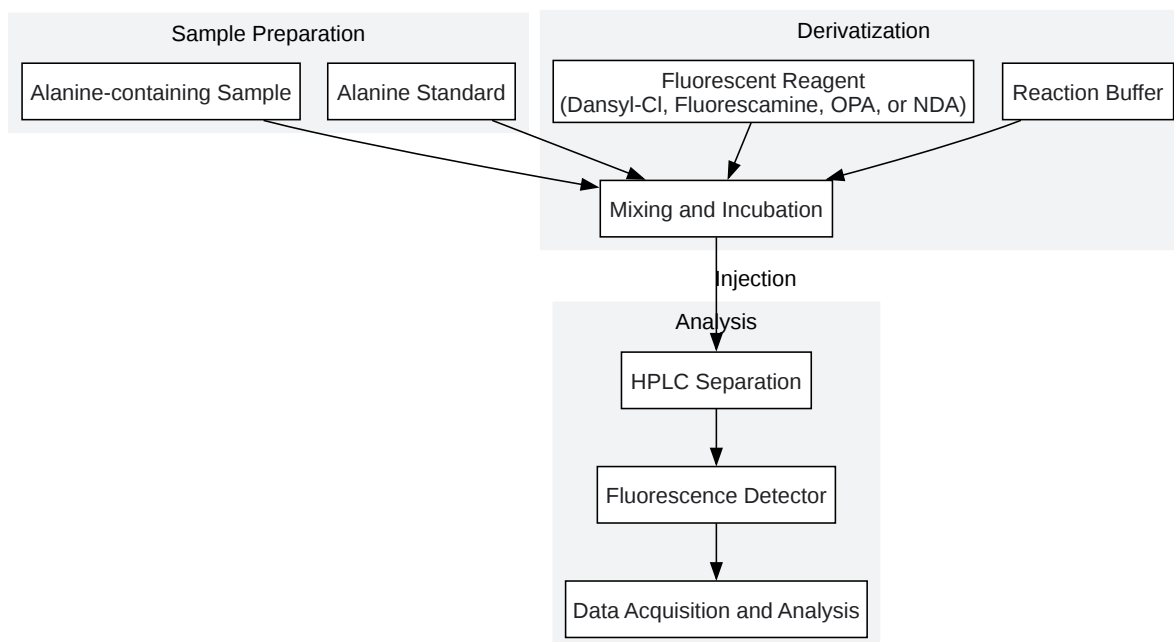 Sample Preparation
Derivatization
Alanine-containing Sample
Alanine Standard
Fluorescent Reagent
(Dansyl-Cl, Fluorescamine, OPA, or NDA)
Reaction Buffer
Mixing and Incubation
Injection
Analysis
HPLC Separation
Fluorescence Detector
Data Acquisition and Analysis